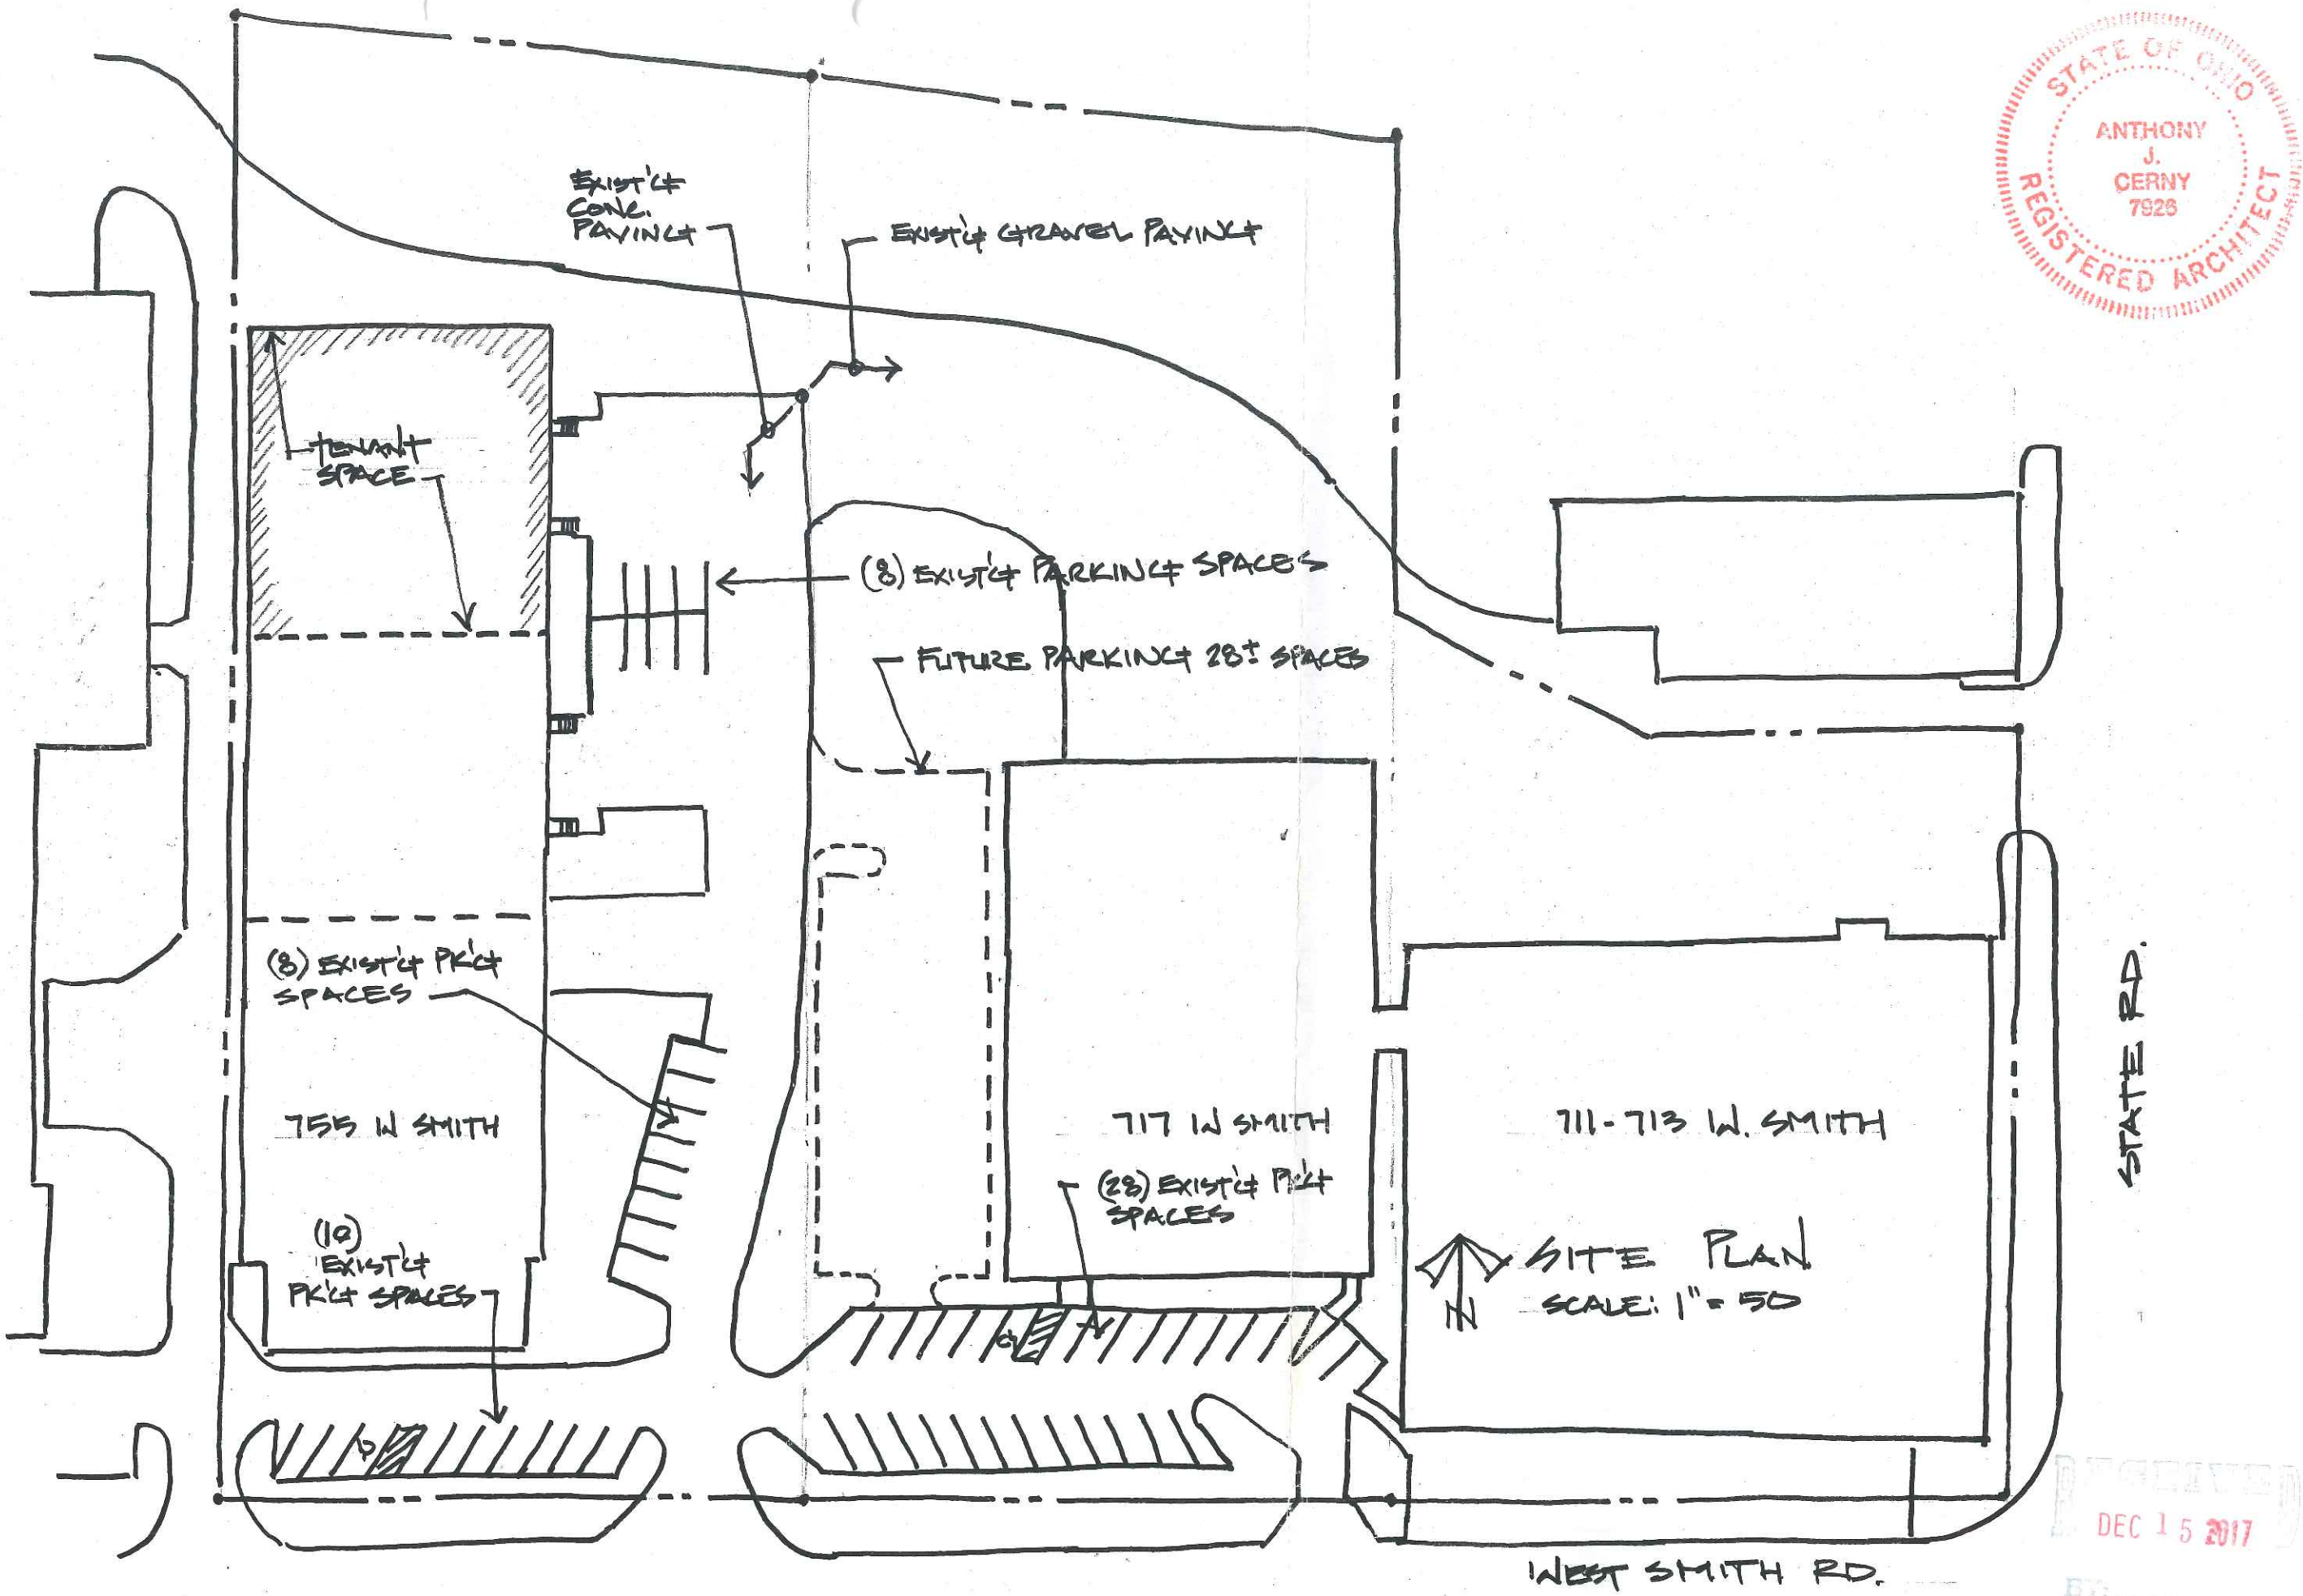 STATE OF OHIO
ANTHONY
J.
CERNY
7926
REGISTERED ARCHITECT
EXIST'G
CONC.
PAVING
EXIST'G GRAVEL PAVING
TENANT
SPACE
(8) EXIST'G PARKING SPACES
FUTURE PARKING 28± SPACES
(8) EXIST'G PK'G
SPACES
755 W SMITH
717 W SMITH
711-713 W. SMITH
(28) EXIST'G PK'G
SPACES
(10)
EXIST'G
PK'G SPACES
SITE PLAN
SCALE: 1" = 50
N
STATE RD.
RECEIVED
DEC 15 2017
WEST SMITH RD.